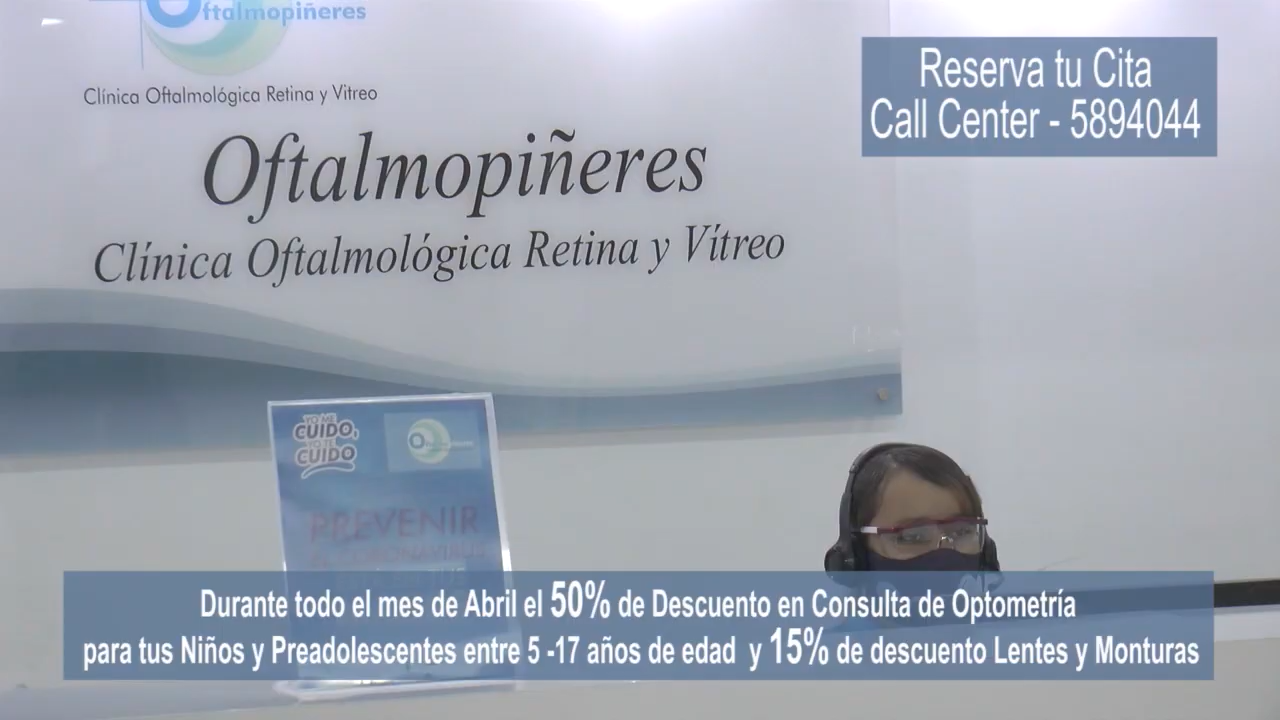 Oftalmopiñeres
Clínica Oftalmológica Retina y Vitreo
Reserva tu Cita
Call Center - 5894044
Oftalmopiñeres
Clínica Oftalmológica Retina y Vítreo
YO ME
CUIDO,
YO TE
CUIDO
PREVENIR
EL CORONAVIRUS
Durante todo el mes de Abril el 50% de Descuento en Consulta de Optometría
para tus Niños y Preadolescentes entre 5 -17 años de edad y 15% de descuento Lentes y Monturas